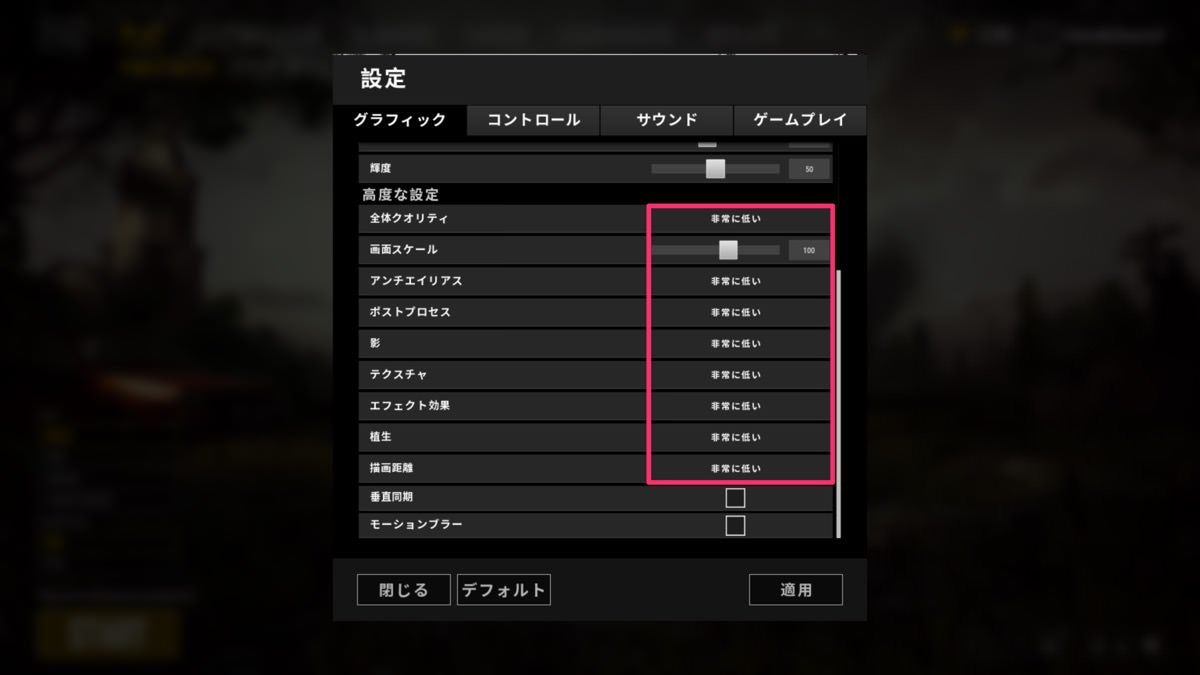 設定
グラフィック
コントロール
サウンド
ゲームプレイ
輝度 50
高度な設定
全体クオリティ 非常に低い
画面スケール 100
アンチエイリアス 非常に低い
ポストプロセス 非常に低い
影 非常に低い
テクスチャ 非常に低い
エフェクト効果 非常に低い
植生 非常に低い
描画距離 非常に低い
垂直同期
モーションブラー
閉じる
デフォルト
適用
START